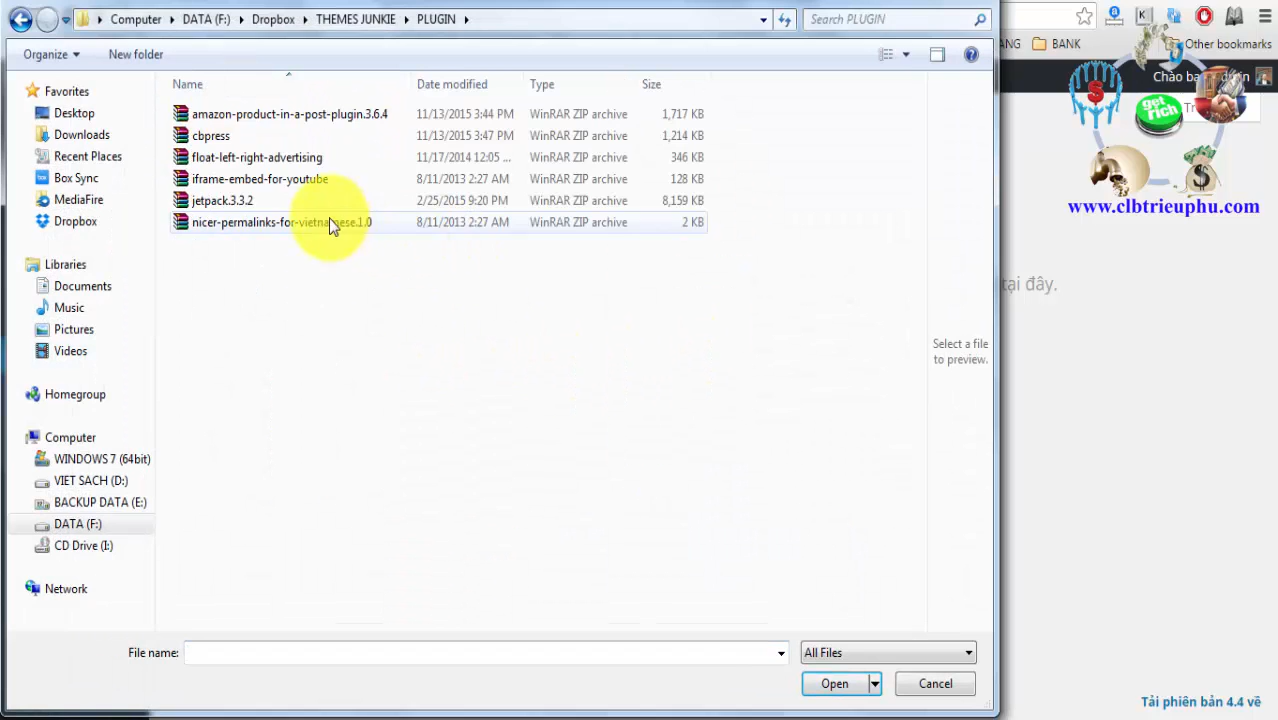 Computer DATA (F:) Dropbox THEMES JUNKIE PLUGIN
Search PLUGIN
K
Organize New folder
ANG BANK Other bookmarks
Name Date modified Type Size
Favorites
Desktop
Downloads
Recent Places
Box Sync
MediaFire
Dropbox
Libraries
Documents
Music
Pictures
Videos
Homegroup
Computer
WINDOWS 7 (64bit)
VIET SACH (D:)
BACKUP DATA (E:)
DATA (F:)
CD Drive (I:)
Network
amazon-product-in-a-post-plugin.3.6.4 11/13/2015 3:44 PM WinRAR ZIP archive 1,717 KB
cbpress 11/13/2015 3:47 PM WinRAR ZIP archive 1,214 KB
float-left-right-advertising 11/17/2014 12:05 ... WinRAR ZIP archive 346 KB
iframe-embed-for-youtube 8/11/2013 2:27 AM WinRAR ZIP archive 128 KB
jetpack.3.3.2 2/25/2015 9:20 PM WinRAR ZIP archive 8,159 KB
nicer-permalinks-for-vietnamese.1.0 8/11/2013 2:27 AM WinRAR ZIP archive 2 KB
Select a file
to preview.
File name:
All Files
Open Cancel
Chào
get
rich
$
$
www.clbtrieuphu.com
tại đây.
Tải phiên bản 4.4 về